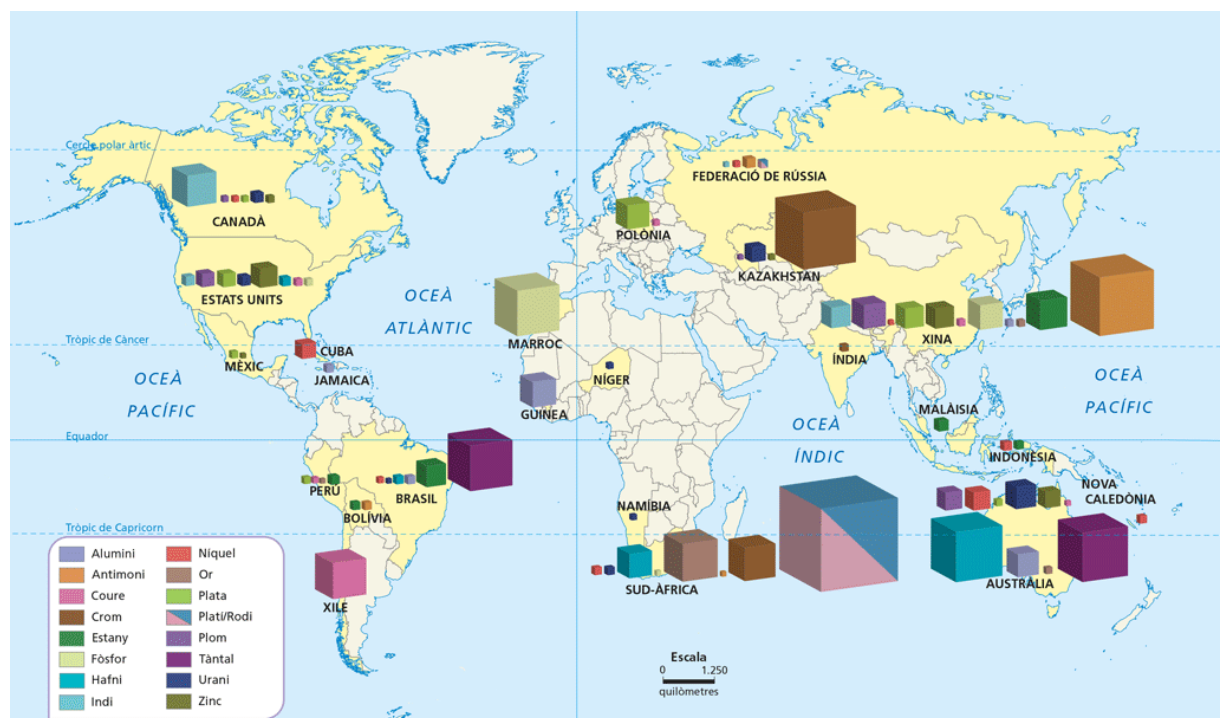 Cercle polar àrtic
FEDERACIÓ DE RÚSSIA
CANADÀ
POLÒNIA
KAZAKHSTAN
ESTATS UNITS
OCEÀ
ATLÀNTIC
MARROC
XINA
Tròpic de Càncer
CUBA
MÈXIC
JAMAICA
ÍNDIA
NÍGER
OCEÀ
PACÍFIC
GUINEA
OCEÀ
PACÍFIC
MALÀISIA
OCEÀ
ÍNDIC
Equador
INDONÈSIA
PERÚ
BRASIL
NOVA
CALEDÒNIA
BOLÍVIA
NAMÍBIA
Tròpic de Capricorn
SUD-ÀFRICA
AUSTRÀLIA
XILE
Alumini
Níquel
Antimoni
Or
Coure
Plata
Crom
Plati/Rodi
Estany
Plom
Fòsfor
Tàntal
Hafni
Urani
Indi
Zinc
Escala
0 1.250
quilòmetres